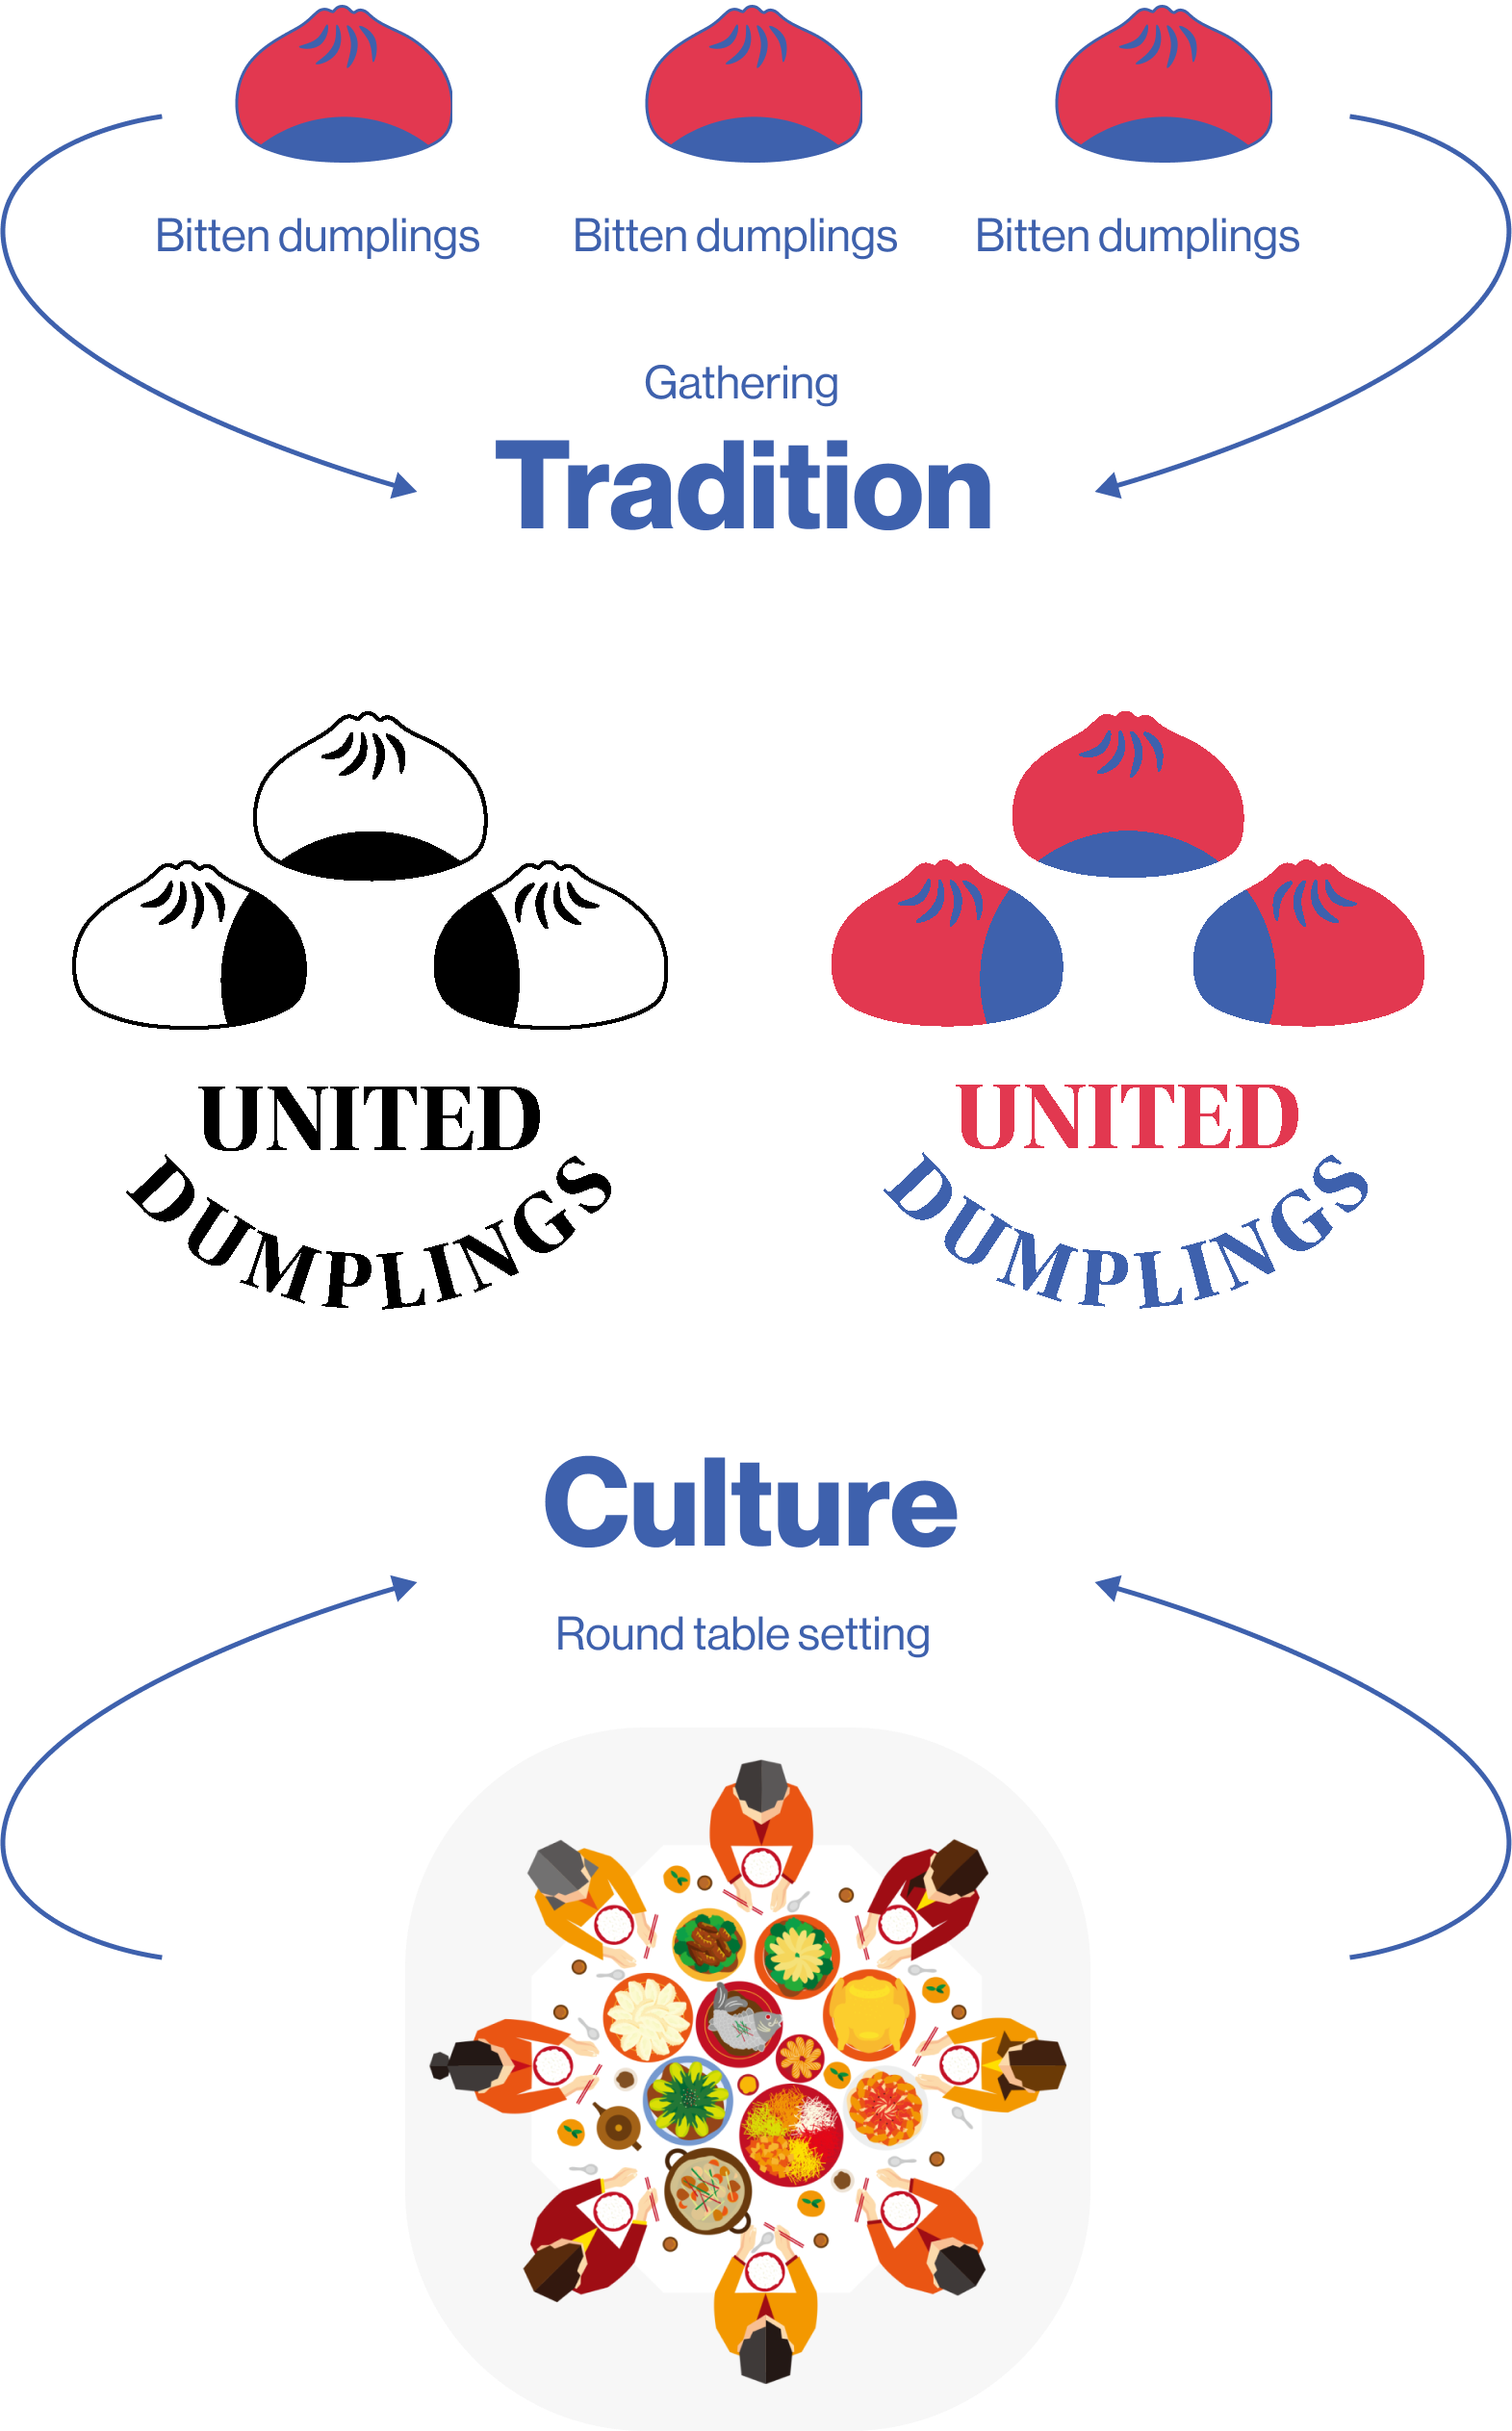 Bitten dumplings Bitten dumplings Bitten dumplings
Gathering
Tradition
UNITED
DUMPLINGS
UNITED
DUMPLINGS
Culture
Round table setting